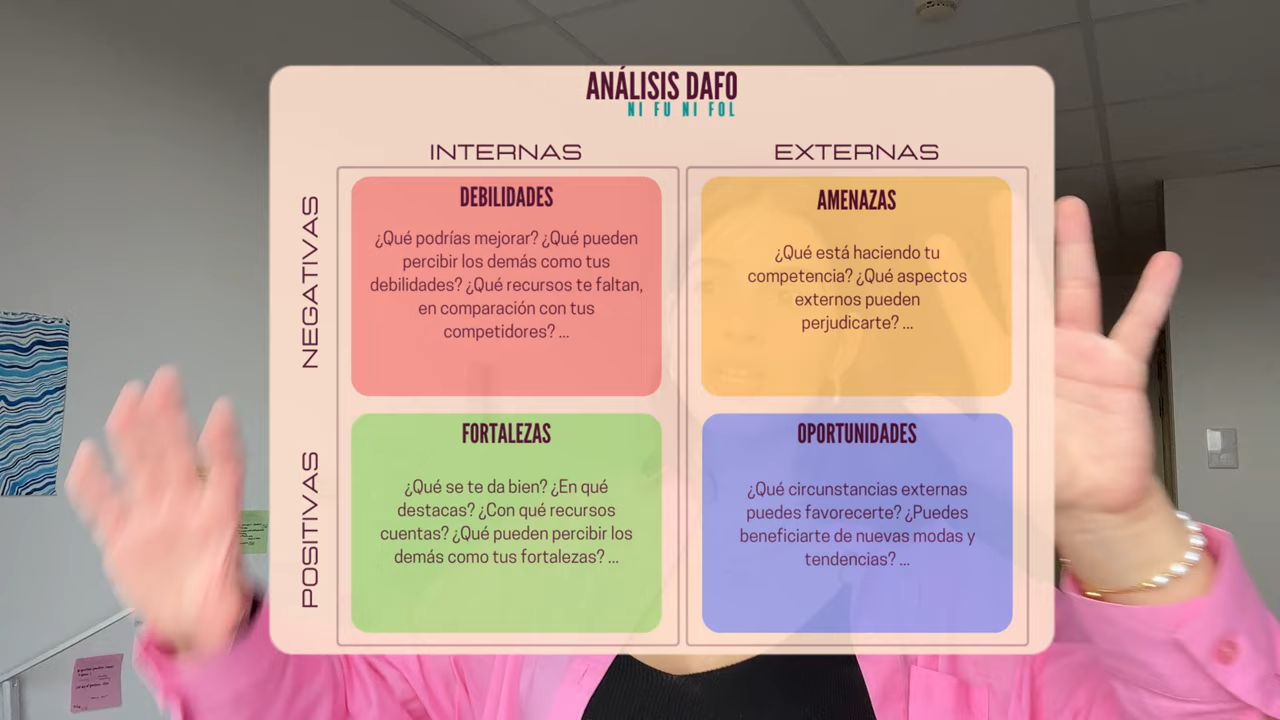 ANÁLISIS DAFO
NI FU NI FOL
INTERNAS
EXTERNAS
NEGATIVAS
DEBILIDADES
¿Qué podrías mejorar? ¿Qué pueden
percibir los demás como tus
debilidades? ¿Qué recursos te faltan,
en comparación con tus
competidores? ...
AMENAZAS
¿Qué está haciendo tu
competencia? ¿Qué aspectos
externos pueden
perjudicarte? ...
POSITIVAS
FORTALEZAS
¿Qué se te da bien? ¿En qué
destacas? ¿Con qué recursos
cuentas? ¿Qué pueden percibir los
demás como tus fortalezas? ...
OPORTUNIDADES
¿Qué circunstancias externas
puedes favorecerte? ¿Puedes
beneficiarte de nuevas modas y
tendencias? ...